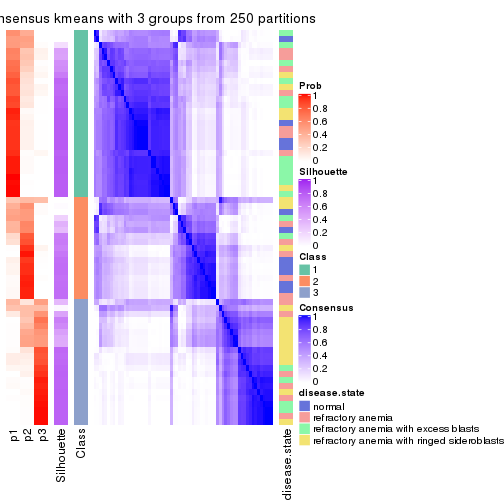 nsensus kmeans with 3 groups from 250 partitions
Prob
1
0.8
0.6
0.4
0.2
0
Silhouette
1
0.8
0.6
0.4
0.2
0
Class
1
2
3
Consensus
1
0.8
0.6
0.4
0.2
0
disease.state
normal
refractory anemia
refractory anemia with excess blasts
refractory anemia with ringed sideroblasts
p1
p2
p3
Silhouette
Class
disease.state